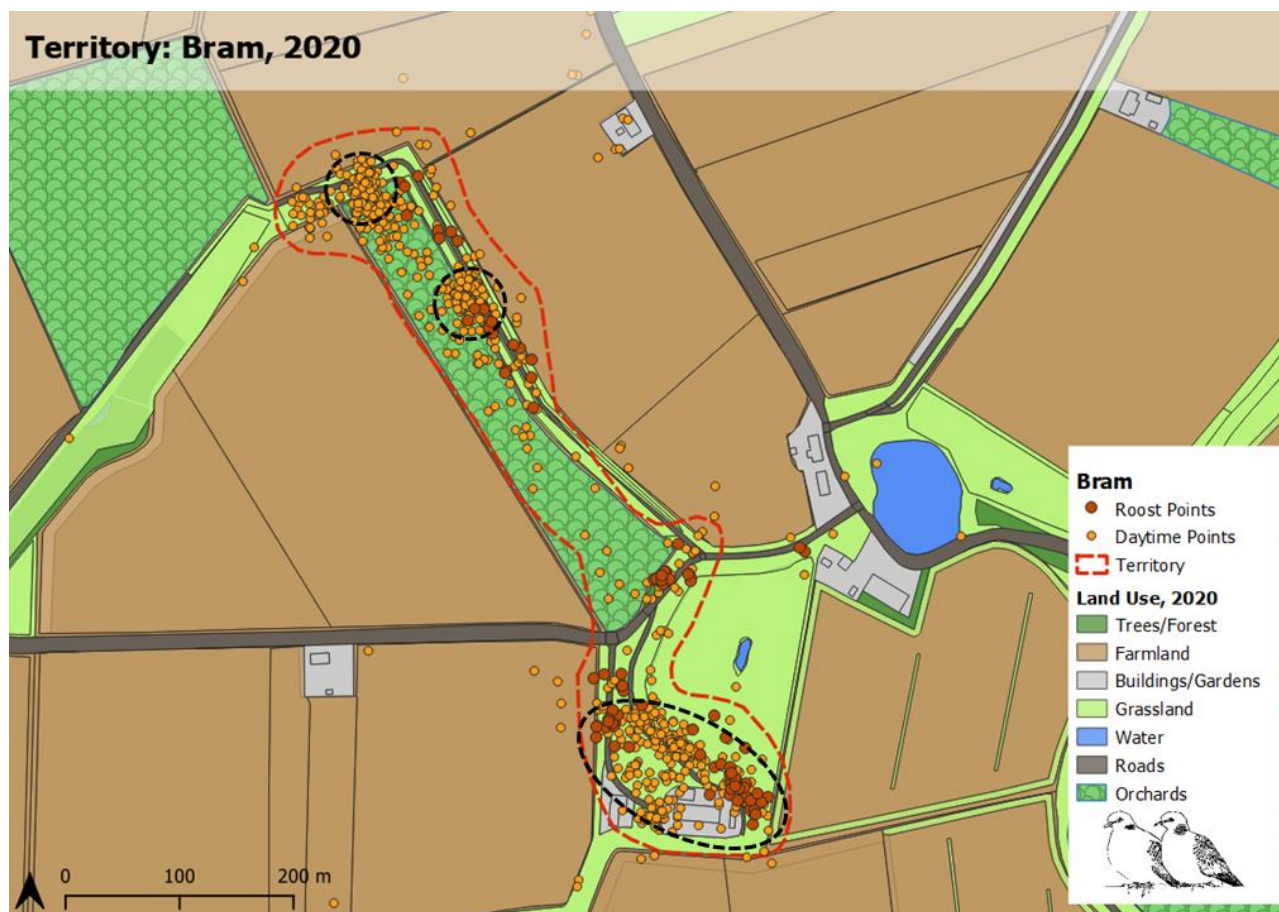 Territory: Bram, 2020
Bram
Roost Points
Daytime Points
Territory
Land Use, 2020
Trees/Forest
Farmland
Buildings/Gardens
Grassland
Water
Roads
Orchards
0 100 200 m